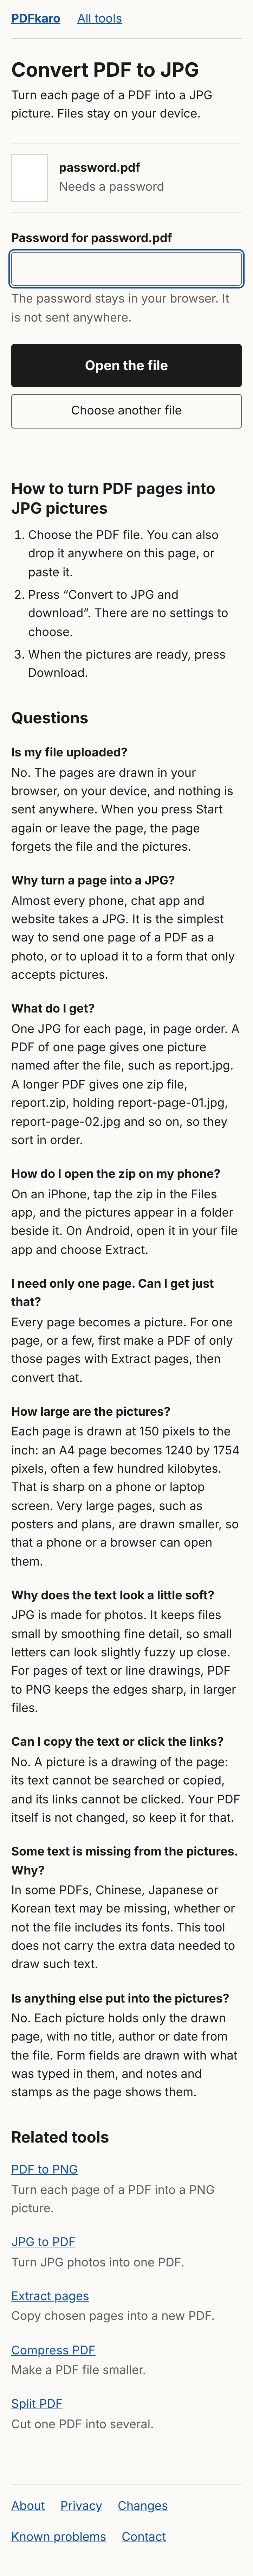 PDFkaro All tools
Convert PDF to JPG
Turn each page of a PDF into a JPG
picture. Files stay on your device.
password.pdf
Needs a password
Password for password.pdf
The password stays in your browser. It
is not sent anywhere.
Open the file
Choose another file
How to turn PDF pages into
JPG pictures
1. Choose the PDF file. You can also
drop it anywhere on this page, or
paste it.
2. Press “Convert to JPG and
download”. There are no settings to
choose.
3. When the pictures are ready, press
Download.
Questions
Is my file uploaded?
No. The pages are drawn in your
browser, on your device, and nothing is
sent anywhere. When you press Start
again or leave the page, the page
forgets the file and the pictures.
Why turn a page into a JPG?
Almost every phone, chat app and
website takes a JPG. It is the simplest
way to send one page of a PDF as a
photo, or to upload it to a form that only
accepts pictures.
What do I get?
One JPG for each page, in page order. A
PDF of one page gives one picture
named after the file, such as report.jpg.
A longer PDF gives one zip file,
report.zip, holding report-page-01.jpg,
report-page-02.jpg and so on, so they
sort in order.
How do I open the zip on my phone?
On an iPhone, tap the zip in the Files
app, and the pictures appear in a folder
beside it. On Android, open it in your file
app and choose Extract.
I need only one page. Can I get just
that?
Every page becomes a picture. For one
page, or a few, first make a PDF of only
those pages with Extract pages, then
convert that.
How large are the pictures?
Each page is drawn at 150 pixels to the
inch: an A4 page becomes 1240 by 1754
pixels, often a few hundred kilobytes.
That is sharp on a phone or laptop
screen. Very large pages, such as
posters and plans, are drawn smaller, so
that a phone or a browser can open
them.
Why does the text look a little soft?
JPG is made for photos. It keeps files
small by smoothing fine detail, so small
letters can look slightly fuzzy up close.
For pages of text or line drawings, PDF
to PNG keeps the edges sharp, in larger
files.
Can I copy the text or click the links?
No. A picture is a drawing of the page:
its text cannot be searched or copied,
and its links cannot be clicked. Your PDF
itself is not changed, so keep it for that.
Some text is missing from the pictures.
Why?
In some PDFs, Chinese, Japanese or
Korean text may be missing, whether or
not the file includes its fonts. This tool
does not carry the extra data needed to
draw such text.
Is anything else put into the pictures?
No. Each picture holds only the drawn
page, with no title, author or date from
the file. Form fields are drawn with what
was typed in them, and notes and
stamps as the page shows them.
Related tools
PDF to PNG
Turn each page of a PDF into a PNG
picture.
JPG to PDF
Turn JPG photos into one PDF.
Extract pages
Copy chosen pages into a new PDF.
Compress PDF
Make a PDF file smaller.
Split PDF
Cut one PDF into several.
About Privacy Changes
Known problems Contact